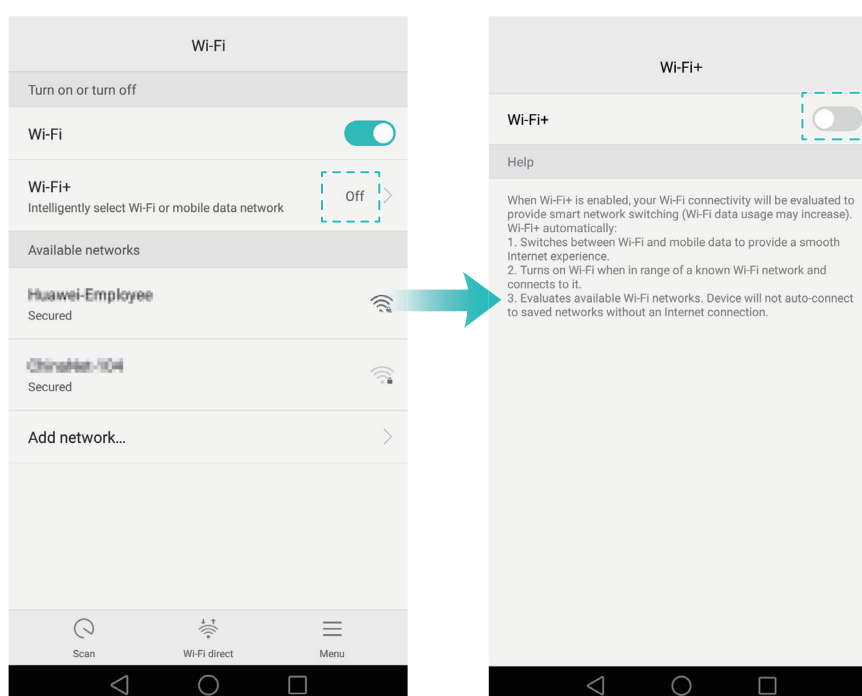 Wi-Fi
Turn on or turn off
Wi-Fi
Wi-Fi+
Intelligently select Wi-Fi or mobile data network
Off
Available networks
Huawei-Employee
Secured
Secured
Add network...
Scan
Wi-Fi direct
Menu
Wi-Fi+
Wi-Fi+
Help
When Wi-Fi+ is enabled, your Wi-Fi connectivity will be evaluated to
provide smart network switching (Wi-Fi data usage may increase).
Wi-Fi+ automatically:
1. Switches between Wi-Fi and mobile data to provide a smooth
Internet experience.
2. Turns on Wi-Fi when in range of a known Wi-Fi network and
connects to it.
3. Evaluates available Wi-Fi networks. Device will not auto-connect
to saved networks without an Internet connection.